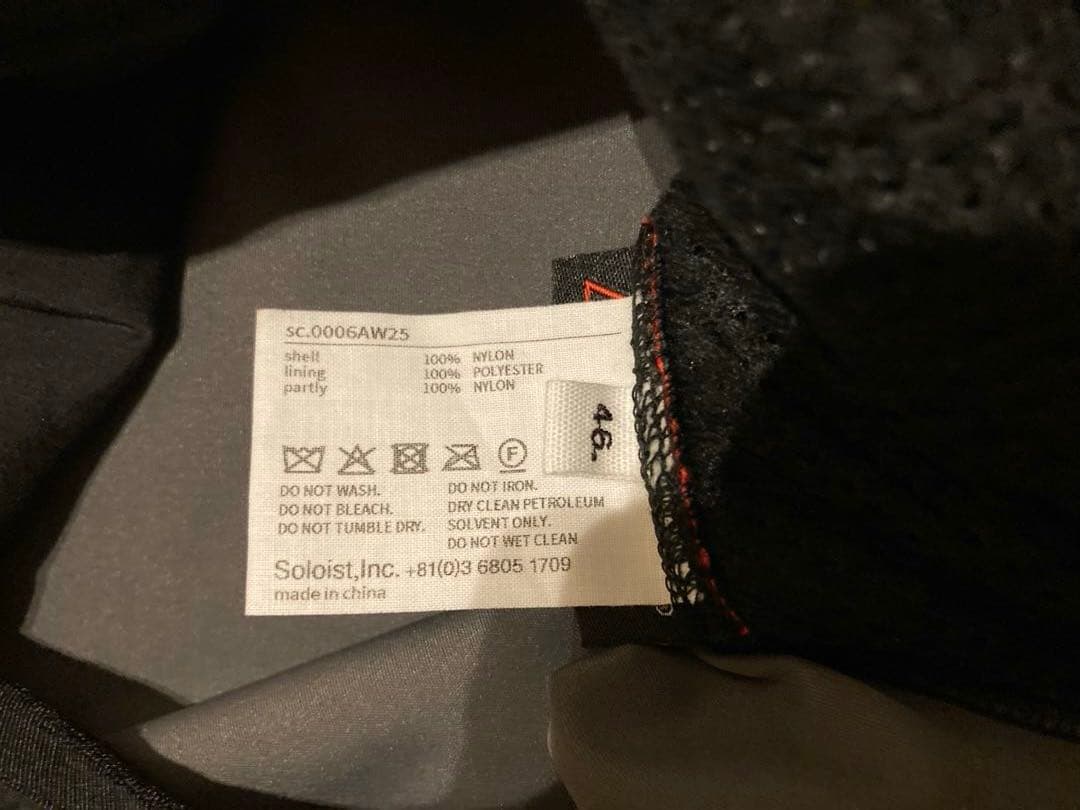 sc.0006AW25
shell 100% NYLON
lining 100% POLYESTER
partly 100% NYLON
46.
F
DO NOT WASH. DO NOT IRON.
DO NOT BLEACH. DRY CLEAN PETROLEUM
DO NOT TUMBLE DRY. SOLVENT ONLY.
DO NOT WET CLEAN
Soloist,Inc. +81(0)3 6805 1709
made in china